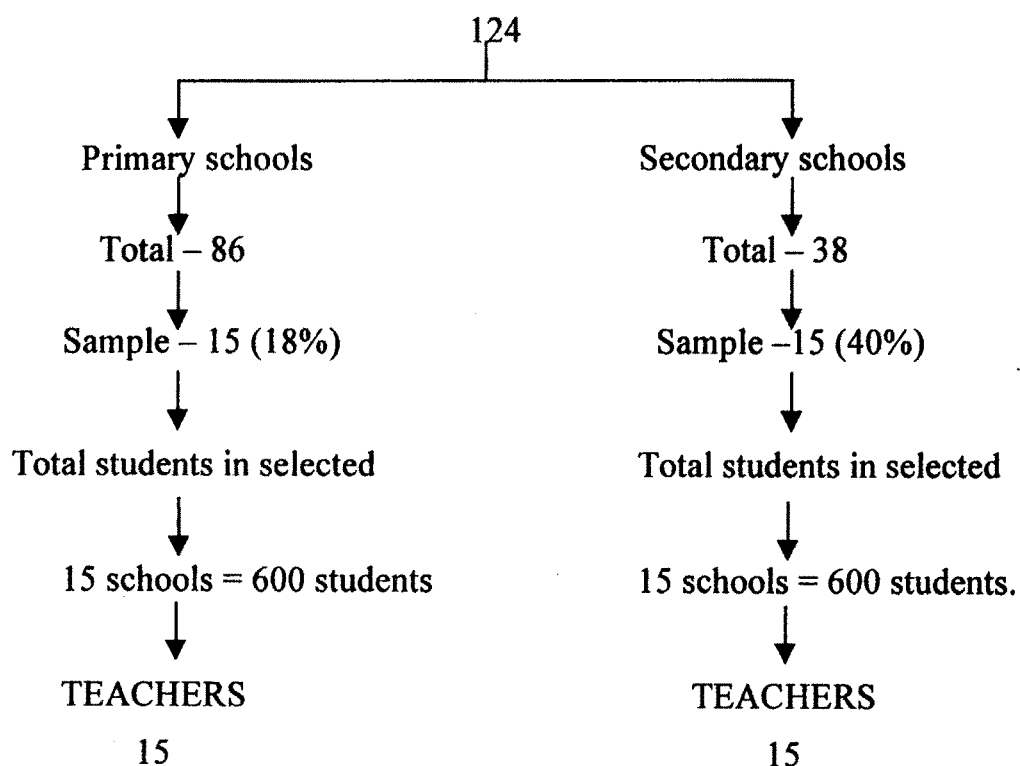 124
Primary schools
Total – 86
Sample – 15 (18%)
Total students in selected
15 schools = 600 students
TEACHERS
15
Secondary schools
Total – 38
Sample –15 (40%)
Total students in selected
15 schools = 600 students.
TEACHERS
15